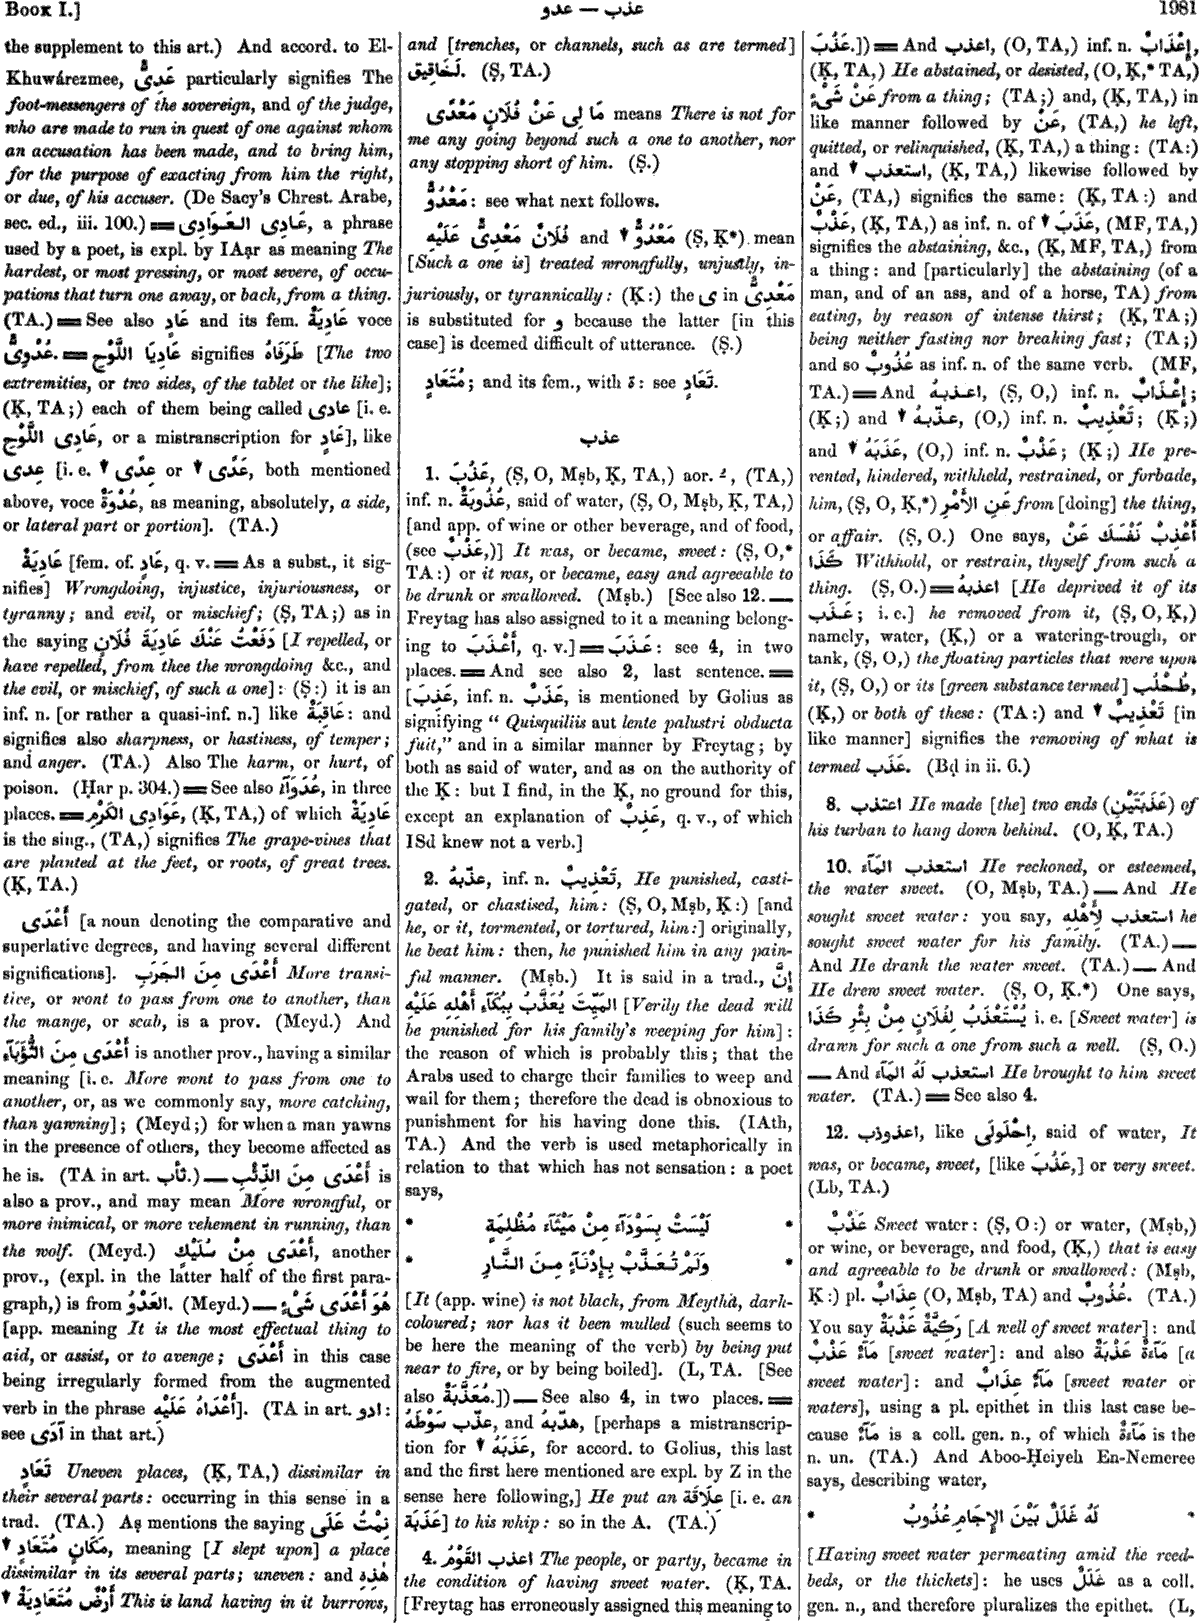 Book I.] عذب — عدو 1981
the supplement to this art.) And accord. to El-
Khuwárezmee, عَدِىٌّ particularly signifies The
foot-messengers of the sovereign, and of the judge,
who are made to run in quest of one against whom
an accusation has been made, and to bring him,
for the purpose of exacting from him the right,
or due, of his accuser. (De Sacy's Chrest. Arabe,
sec. ed., iii. 100.) ═ عَادِى العَوَادِى, a phrase
used by a poet, is expl. by IAạr as meaning The
hardest, or most pressing, or most severe, of occu-
pations that turn one away, or back, from a thing.
(TA.) ═ See also عَادٍ and its fem. عَادِيَةٌ voce
عُدْوِىٌّ. ═ عَادِيَا اللَّوْحِ signifies طَرَفَاهُ [The two
extremities, or two sides, of the tablet or the like];
(Ḳ, TA;) each of them being called عادى [i. e.
عَادِى اللَّوْحِ, or a mistranscription for عَادٍ], like
عدى [i. e. ↑ عِدًى or ↑ عَدًى, both mentioned
above, voce عُدْوَةٌ, as meaning, absolutely, a side,
or lateral part or portion]. (TA.)
عَادِيَةٌ [fem. of عَادٍ, q. v. ═ As a subst., it sig-
nifies] Wrongdoing, injustice, injuriousness, or
tyranny; and evil, or mischief; (Ṣ, TA;) as in
the saying دَفَعْتُ عَنْكَ عَادِيَةَ فُلَانٍ [I repelled, or
have repelled, from thee the wrongdoing &c., and
the evil, or mischief, of such a one]: (Ṣ:) it is an
inf. n. [or rather a quasi-inf. n.] like عَاقِبَةٌ: and
signifies also sharpness, or hastiness, of temper;
and anger. (TA.) Also The harm, or hurt, of
poison. (Ḥar p. 304.) ═ See also عُدَوَآءُ, in three
places. ═ عَوَادِى الكَرْمِ, (Ḳ, TA,) of which عَادِيَةٌ
is the sing., (TA,) signifies The grape-vines that
are planted at the feet, or roots, of great trees.
(Ḳ, TA.)
أَعْدَى [a noun denoting the comparative and
superlative degrees, and having several different
significations]. أَعْدَى مِنَ الجَرَبِ More transi-
tive, or wont to pass from one to another, than
the mange, or scab, is a prov. (Meyd.) And
أَعْدَى مِنَ الثُّؤَبَآءِ is another prov., having a similar
meaning [i. e. More wont to pass from one to
another, or, as we commonly say, more catching,
than yawning]; (Meyd;) for when a man yawns
in the presence of others, they become affected as
he is. (TA in art. ثأب.) — أَعْدَى مِنَ الذِّئْبِ is
also a prov., and may mean More wrongful, or
more inimical, or more vehement in running, than
the wolf. (Meyd.) أَعْدَى مِنْ سُلَيْكٍ, another
prov., (expl. in the latter half of the first para-
graph,) is from العَدْوُ. (Meyd.) — هُوَ أَعْدَى شَىْءٍ
[app. meaning It is the most effectual thing to
aid, or assist, or to avenge; أَعْدَى in this case
being irregularly formed from the augmented
verb in the phrase أَعْدَاهُ عَلَيْهِ]. (TA in art. ادو:
see آدَى in that art.)
تَعَادٍ Uneven places, (Ḳ, TA,) dissimilar in
their several parts: occurring in this sense in a
trad. (TA.) Aṣ mentions the saying نِمْتُ عَلَى
مَكَانٍ مُتَعَادٍ ↑, meaning [I slept upon] a place
dissimilar in its several parts; uneven: and هٰذِهِ
أَرْضٌ مُتَعَادِيَةٌ ↑ This is land having in it burrows,
and [trenches, or channels, such as are termed]
لَخَاقِيق. (Ṣ, TA.)
مَا لِى عَنْ فُلَانٍ مَعْدًى means There is not for
me any going beyond such a one to another, nor
any stopping short of him. (Ṣ.)
مَعْدُوٌّ: see what next follows.
فُلَانٌ مَعْدِىٌّ عَلَيْهِ and ↑ مَعْدُوٌّ (Ṣ, Ḳ*) mean
[Such a one is] treated wrongfully, unjustly, in-
juriously, or tyrannically: (Ḳ:) the ى in مَعْدِىٌّ
is substituted for و because the latter [in this
case] is deemed difficult of utterance. (Ṣ.)
مُتَعَادٍ; and its fem., with ة: see تَعَادٍ.
عذب
1. عَذُبَ, (Ṣ, O, Mṣb, Ḳ, TA,) aor. ـُ, (TA,)
inf. n. عُذُوبَةٌ, said of water, (Ṣ, O, Mṣb, Ḳ, TA,)
[and app. of wine or other beverage, and of food,
(see عَذْبٌ,)] It was, or became, sweet: (Ṣ, O,*
TA:) or it was, or became, easy and agreeable to
be drunk or swallowed. (Mṣb.) [See also 12. —
Freytag has also assigned to it a meaning belong-
ing to أَعْذَبَ, q. v.] ═ عَذَبَ: see 4, in two
places. ═ And see also 2, last sentence. ═
[عَذِبَ, inf. n. عَذَبٌ, is mentioned by Golius as
signifying "Quisquiliis aut lente palustri obducta
fuit," and in a similar manner by Freytag; by
both as said of water, and as on the authority of
the Ḳ: but I find, in the Ḳ, no ground for this,
except an explanation of عَذِبٌ, q. v., of which
ISd knew not a verb.]
2. عذّبهُ, inf. n. تَعْذِيبٌ, He punished, casti-
gated, or chastised, him: (Ṣ, O, Mṣb, Ḳ:) [and
he, or it, tormented, or tortured, him:] originally,
he beat him: then, he punished him in any pain-
ful manner. (Mṣb.) It is said in a trad., إِنَّ
المَيِّتَ يُعَذَّبُ بِبُكَآءِ أَهْلِهِ عَلَيْهِ [Verily the dead will
be punished for his family's weeping for him]:
the reason of which is probably this; that the
Arabs used to charge their families to weep and
wail for them; therefore the dead is obnoxious to
punishment for his having done this. (IAth,
TA.) And the verb is used metaphorically in
relation to that which has not sensation: a poet
says,
* لَيْسَتْ بِسَوْدَآءَ مِنْ مَيْثَآءَ مُظْلِمَةٍ *
* وَلَمْ تُعَذَّبْ بِإِدْنَآءٍ مِنَ النَّارِ *
[It (app. wine) is not black, from Meythà, dark-
coloured; nor has it been mulled (such seems to
be here the meaning of the verb) by being put
near to fire, or by being boiled]. (L, TA. [See
also مُعَذَّبَةٌ.]) — See also 4, in two places. ═
عذّب سَوْطَهُ, and هدّبهُ, [perhaps a mistranscrip-
tion for ↑ عَذَبَهُ, for accord. to Golius, this last
and the first here mentioned are expl. by Z in the
sense here following,] He put an عِلَاقَة [i. e. an
عَذَبَة] to his whip: so in the A. (TA.)
4. اعذب القَوْمُ The people, or party, became in
the condition of having sweet water. (Ḳ, TA.
[Freytag has erroneously assigned this meaning to
عَذُبَ.]) ═ And اعذب, (O, TA,) inf. n. إِعْذَابٌ,
(Ḳ, TA,) He abstained, or desisted, (O, Ḳ,* TA,)
عَنْ شَىْءٍ from a thing; (TA;) and, (Ḳ, TA,) in
like manner followed by عَنْ, (TA,) he left,
quitted, or relinquished, (Ḳ, TA,) a thing: (TA:)
and ↑ استعذب, (Ḳ, TA,) likewise followed by
عَنْ, (TA,) signifies the same: (Ḳ, TA:) and
عَذْبٌ, (Ḳ, TA,) as inf. n. of ↑ عَذَبَ, (MF, TA,)
signifies the abstaining, &c., (Ḳ, MF, TA,) from
a thing: and [particularly] the abstaining (of a
man, and of an ass, and of a horse, TA) from
eating, by reason of intense thirst; (Ḳ, TA;)
being neither fasting nor breaking fast; (TA;)
and so عُذُوبٌ as inf. n. of the same verb. (MF,
TA.) ═ And اعذبهُ, (Ṣ, O,) inf. n. إِعْذَابٌ;
(Ḳ;) and ↑ عذّبهُ, (O,) inf. n. تَعْذِيبٌ; (Ḳ;)
and ↑ عَذَبَهُ, (O,) inf. n. عَذْبٌ; (Ḳ;) He pre-
vented, hindered, withheld, restrained, or forbade,
him, (Ṣ, O, Ḳ,*) عَنِ الأَمْرِ from [doing] the thing,
or affair. (Ṣ, O.) One says, أَعْذِبْ نَفْسَكَ عَنْ
كَذَا Withhold, or restrain, thyself from such a
thing. (Ṣ, O.) ═ اعذبهُ [He deprived it of its
عَذَب; i. e.] he removed from it, (Ṣ, O, Ḳ,)
namely, water, (Ḳ,) or a watering-trough, or
tank, (Ṣ, O,) the floating particles that were upon
it, (Ṣ, O,) or its [green substance termed] طُحْلُب,
(Ḳ,) or both of these: (TA:) and ↑ تَعْذِيبٌ [in
like manner] signifies the removing of what is
termed عَذَب. (Bḍ in ii. 6.)
8. اعتذب He made [the] two ends (عَذَبَتَيْنِ) of
his turban to hang down behind. (O, Ḳ, TA.)
10. استعذب المَآءَ He reckoned, or esteemed,
the water sweet. (O, Mṣb, TA.) — And He
sought sweet water: you say, استعذب لِأَهْلِهِ he
sought sweet water for his family. (TA.) —
And He drank the water sweet. (TA.) — And
He drew sweet water. (Ṣ, O, Ḳ.*) One says,
يُسْتَعْذَبُ لِفُلَانٍ مِنْ بِئْرِ كَذَا i. e. [Sweet water] is
drawn for such a one from such a well. (Ṣ, O.)
— And استعذب لَهُ المَآءَ He brought to him sweet
water. (TA.) ═ See also 4.
12. اعذوذب, like اِحْلَوْلَى, said of water, It
was, or became, sweet, [like عَذُبَ,] or very sweet.
(Lb, TA.)
عَذْبٌ Sweet water: (Ṣ, O:) or water, (Mṣb,)
or wine, or beverage, and food, (Ḳ,) that is easy
and agreeable to be drunk or swallowed: (Mṣb,
Ḳ:) pl. عِذَابٌ (O, Mṣb, TA) and عُذُوبٌ. (TA.)
You say رَكِيَّةٌ عَذْبَةٌ [A well of sweet water]: and
مَآءٌ عَذْبٌ [sweet water]: and also مَآءَةٌ عَذْبَةٌ [a
sweet water]: and مَآءٌ عِذَابٌ [sweet water or
waters], using a pl. epithet in this last case be-
cause مَآءٌ is a coll. gen. n., of which مَآءَةٌ is the
n. un. (TA.) And Aboo-Ḥeiyeh En-Nemeree
says, describing water,
* لَهُ غَلَلٌ بَيْنَ الإِجَامِ عُذُوبُ *
[Having sweet water permeating amid the reed-
beds, or the thickets]: he uses غَلَلٌ as a coll.
gen. n., and therefore pluralizes the epithet. (L,